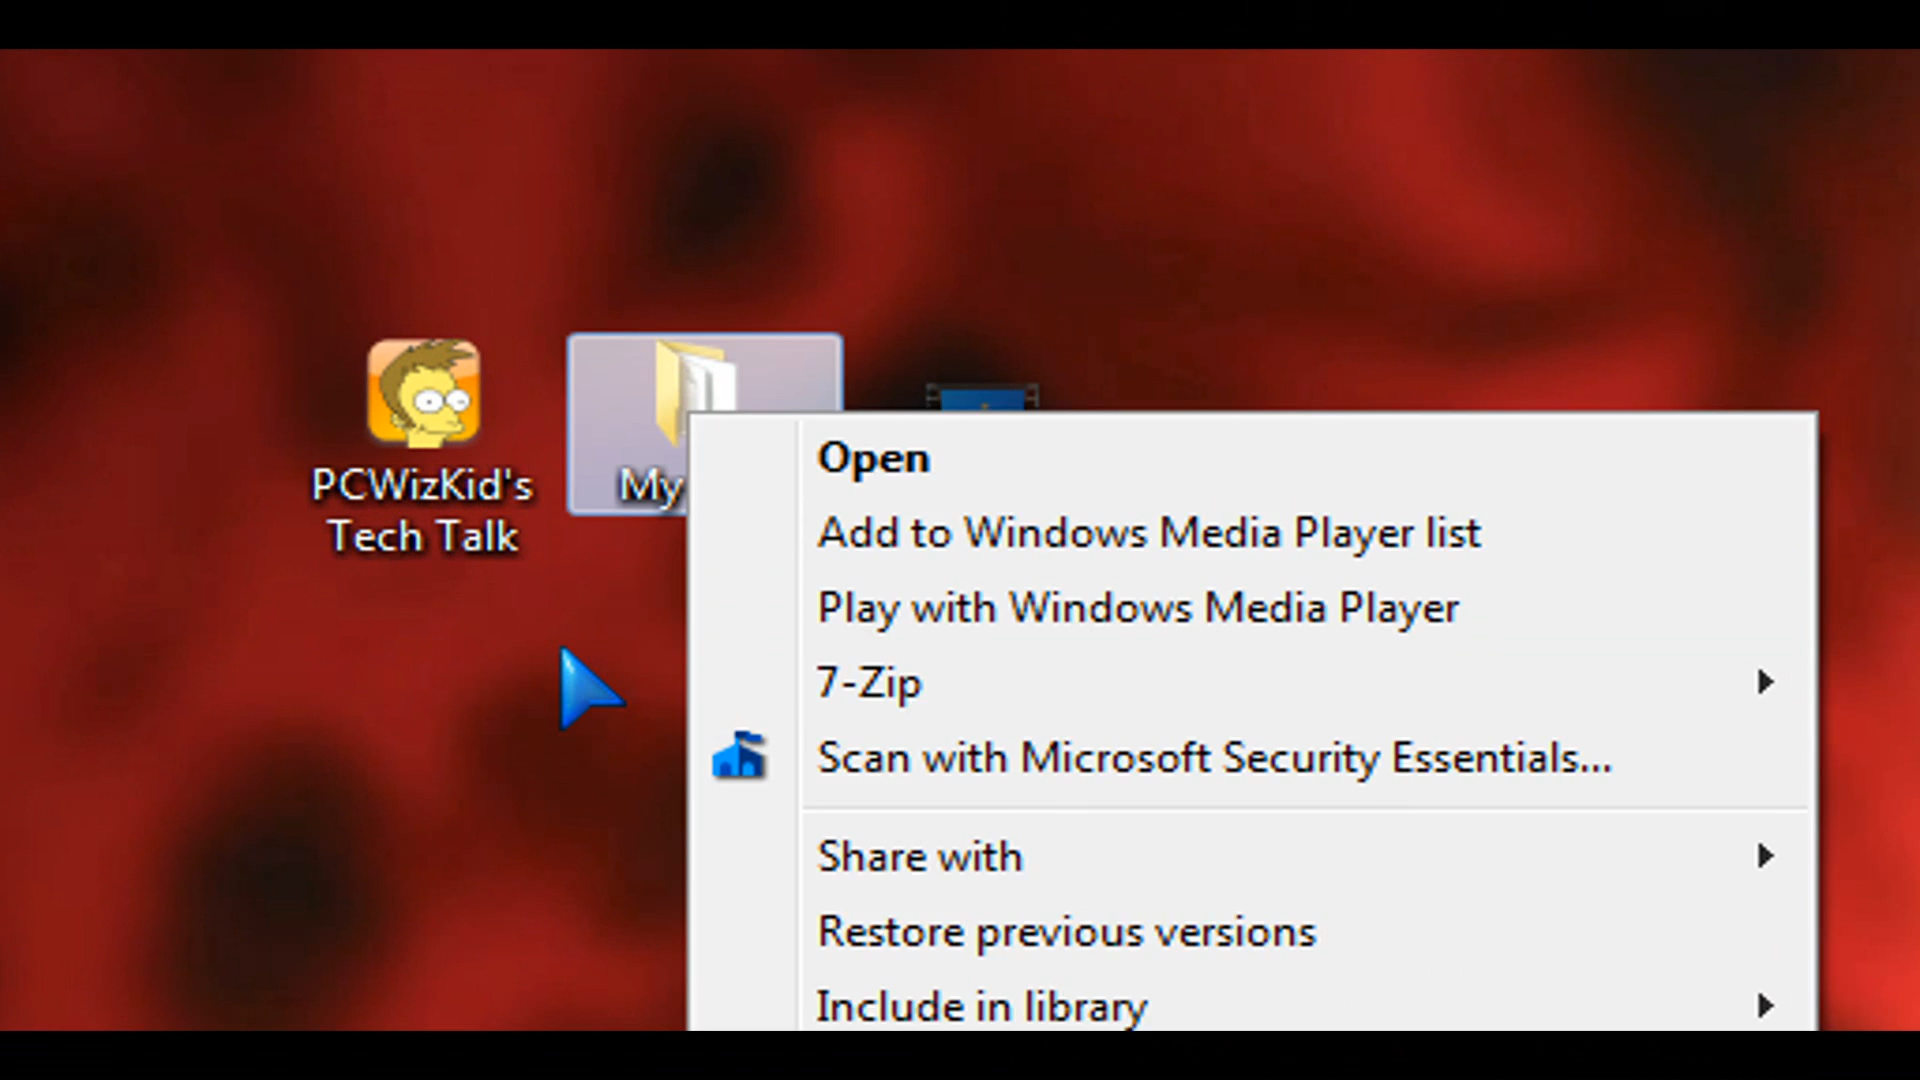 PCWizKid's
Tech Talk
My
Open
Add to Windows Media Player list
Play with Windows Media Player
7-Zip
Scan with Microsoft Security Essentials...
Share with
Restore previous versions
Include in library